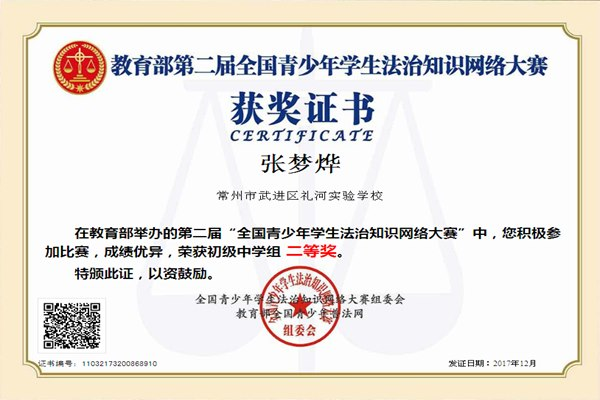 教育部第二届全国青少年学生法治知识网络大赛
获奖证书
CERTIFICATE
张梦烨
常州市武进区礼河实验学校
在教育部举办的第二届“全国青少年学生法治知识网络大赛”中，您积极参
加比赛，成绩优异，荣获初级中学组 二等奖。
特颁此证，以资鼓励。
全国青少年学生法治知识网络大赛组委会
教育部全国青少年普法网
组委会
证书编号：11032173200868910
发证日期：2017年12月